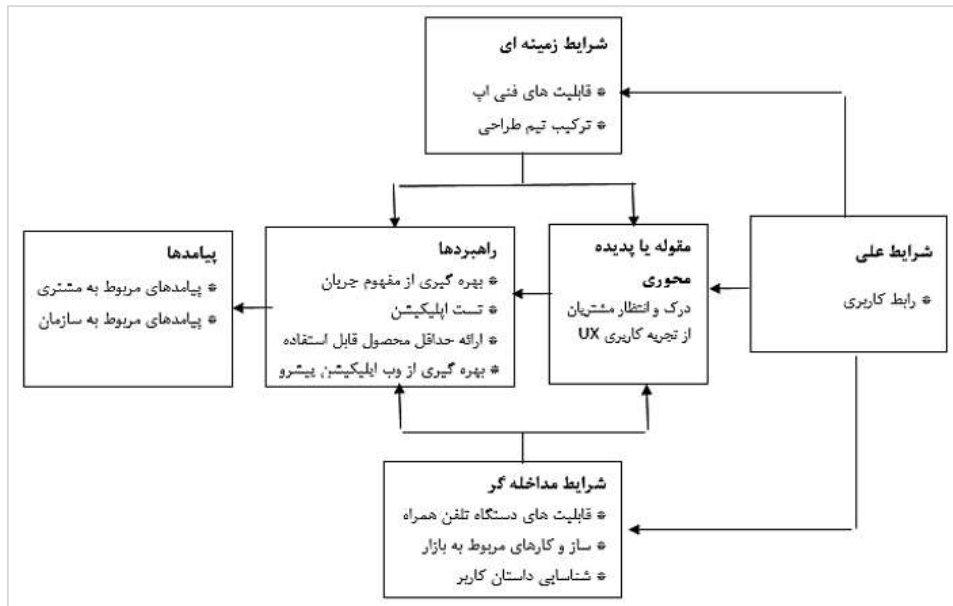 شرایط زمینه ای
* قابلیت های فنی اپ
* ترکیب تیم طراحی
شرایط علی
* رابط کاربری
مقوله یا پدیده
محوری
درک و انتظار مشتریان
از تجربه کاربری UX
راهبردها
* بهره گیری از مفهوم جریان
* تست اپلیکیشن
* ارائه حداقل محصول قابل استفاده
* بهره گیری از وب اپلیکیشن پیشرو
پیامدها
* پیامدهای مربوط به مشتری
* پیامدهای مربوط به سازمان
شرایط مداخله گر
* قابلیت های دستگاه تلفن همراه
* ساز و کارهای مربوط به بازار
* شناسایی داستان کاربر